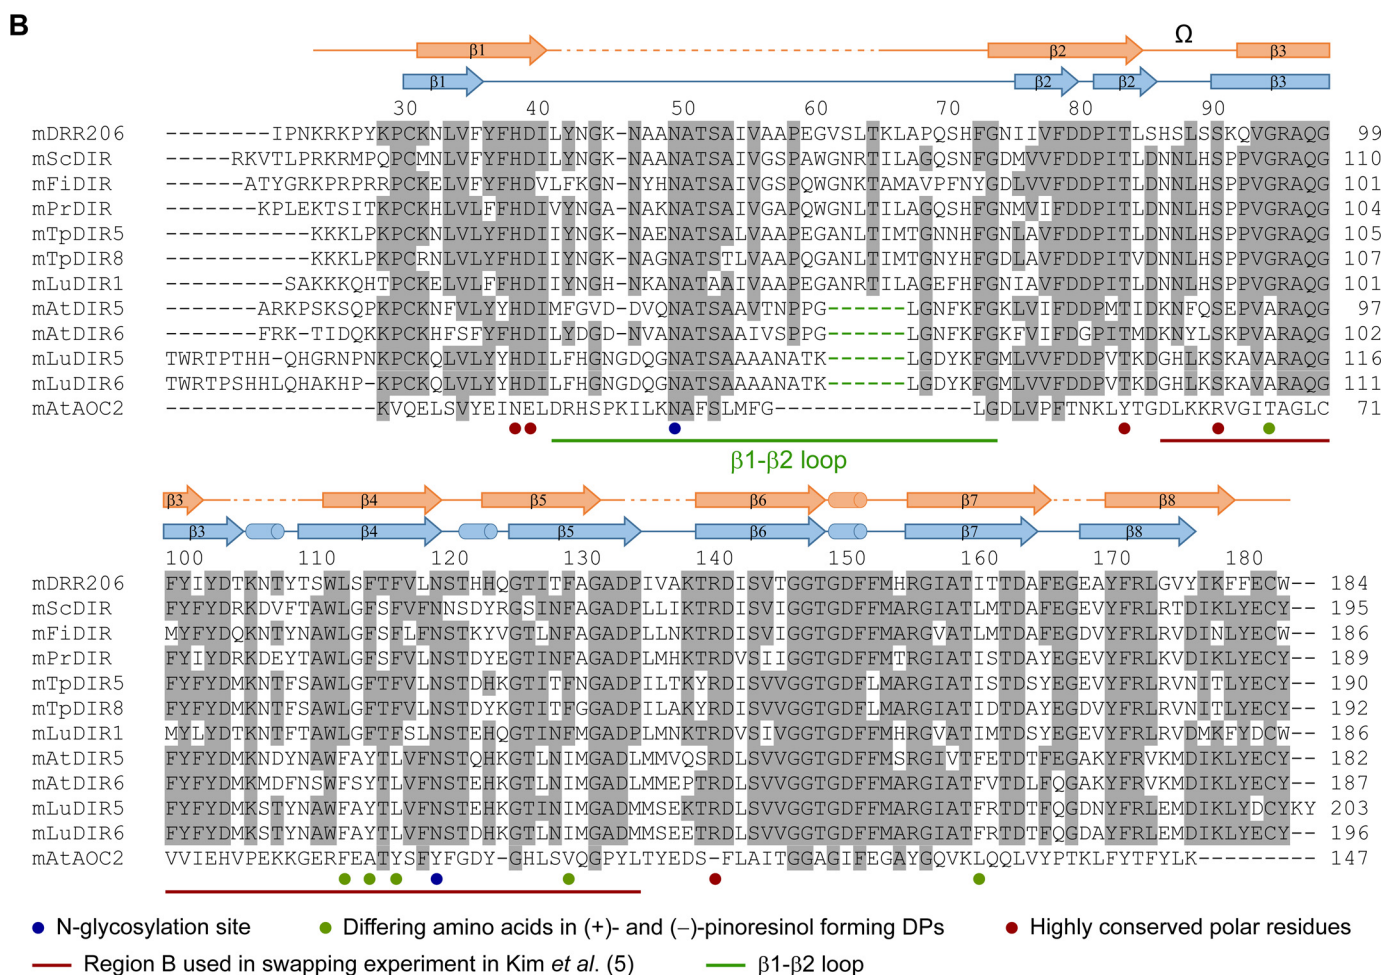 B
Ω
β1 β2 β3
β1 β2 β2 β3
30 40 50 60 70 80 90
mDRR206 --------IPNKRKPYKPCKNLVFYFHDILYNGK-NAANATSAIVAAPEGVSLTKLAPQSHFGNIIVFDDPITLSHSLSSKQVGRAQG 99
mScDIR -----RKVTLPRKRMPQPCMNLVFYFHDILYNGK-NAANATSAIVGSPAWGNRTILAGQSNFGDMVVFDDPITLDNNLHSPPVGRAQG 110
mFiDIR ------ATYGRKPRPRRPCKELVFYFHDVLFKGN-NYHNATSAIVGSPQWGNKTAMAVPFNYGDLVVFDDPITLDNNLHSPPVGRAQG 101
mPrDIR -------KPLEKTSITKPCKHLVLFFHDIVYNGA-NAKNATSAIVGAPQWGNLTILAGQSHFGNMVIFDDPITLDNNLHSPPVGRAQG 104
mTpDIR5 -----------KKKLPKPCKNLVLYFHDIIYNGK-NAENATSALVAAPEGANLTIMTGNNHFGNLAVFDDPITLDNNLHSPPVGRAQG 105
mTpDIR8 -----------KKKLPKPCRNLVLYFHDIIYNGK-NAGNATSTLVAAPQGANLTIMTGNYHFGDLAVFDDPITVDNNLHSPPVGRAQG 107
mLuDIR1 ---------SAKKKQHTPCKELVLFFHDIIYNGH-NKANATAAIVAAPEGANRTILAGEFHFGNIAVFDDPITLDNNLHSPPVGRAQG 101
mAtDIR5 -------ARKPSKSQPKPCKNFVLYYHDIMFGVD-DVQNATSAAVTNPPG------LGNFKFGKLVIFDDPMTIDKNFQSEPVARAQG 97
mAtDIR6 -------FRK-TIDQKKPCKHFSFYFHDILYDGD-NVANATSAAIVSPPG------LGNFKFGKFVIFDGPITMDKNYLSKPVARAQG 102
mLuDIR5 TWRTPTHH-QHGRNPNKPCKQLVLYYHDILFHGNGDQGNATSAAAANATK------LGDYKFGMLVVFDDPVTKDGHLKSKAVARAQG 116
mLuDIR6 TWRTPSHHLQHAKHP-KPCKQLVLYYHDILFHGNGDQGNATSAAAANATK------LGDYKFGMLVVFDDPVTKDGHLKSKAVARAQG 111
mAtAOC2 ----------------KVQELSVYEINELDRHSPKILKNAFSLMFG---------------LGDLVPFTNKLYTGDLKKRVGITAGLC 71
β1-β2 loop
β3 β4 β5 β6 β7 β8
β3 β4 β5 β6 β7 β8
100 110 120 130 140 150 160 170 180
mDRR206 FYIYDTKNTYTSWLSFTFVLNSTHHQGTITFAGADPIVAKTRDISVTGGTGDFFMHRGIATITTDAFEGEAYFRLGVYIKFFECW-- 184
mScDIR FYFYDRKDVFTAWLGFSFVFNNSDYRGSINFAGADPLLIKTRDISVIGGTGDFFMARGIATLMTDAFEGEVYFRLRTDIKLYECY-- 195
mFiDIR MYFYDQKNTYNAWLGFSFLFNSTKYVGTLNFAGADPLLNKTRDISVIGGTGDFFMARGVATLMTDAFEGDVYFRLRVDINLYECY-- 186
mPrDIR FYIYDRKDEYTAWLGFSFVLNSTDYEGTINFAGADPLMHKTRDVSIIGGTGDFFMTRGIATISTDAYEGEVYFRLKVDIKLYECY-- 189
mTpDIR5 FYFYDMKNTFSAWLGFTFVLNSTDHKGTITFNGADPILTKYRDISVVGGTGDFLMARGIATISTDSYEGEVYFRLRVNITLYECY-- 190
mTpDIR8 FYFYDMKNTFSAWLGFTFVLNSTDYKGTITFGGADPILAKYRDISVVGGTGDFLMARGIATIDTDAYEGDVYFRLRVNITLYECY-- 192
mLuDIR1 MYLYDTKNTFTAWLGFTFSLNSTEHQGTINFMGADPLMNKTRDVSIVGGTGDFFMARGVATIMTDSYEGEVYFRLRVDMKFYDCW-- 186
mAtDIR5 FYFYDMKNDYNAWFAYTLVFNSTQHKGTLNIMGADLMMVQSRDLSVVGGTGDFFMSRGIVTFETDTFEGAKYFRVKMDIKLYECY-- 182
mAtDIR6 FYFYDMKMDFNSWFSYTLVFNSTEHKGTLNIMGADLMMEPTRDLSVVGGTGDFFMARGIATFVTDLFQGAKYFRVKMDIKLYECY-- 187
mLuDIR5 FYFYDMKSTYNAWFAYTLVFNSTEHKGTLNIMGADMMSEKTRDLSVVGGTGDFFMARGIATFRTDTFQGDNYFRLEMDIKLYDCYKY 203
mLuDIR6 FYFYDMKSTYNAWFAYTLVFNSTDHKGTLNIMGADMMSEETRDLSVVGGTGDFFMARGIATFRTDTFQGDAYFRLEMDIKLYECY-- 196
mAtAOC2 VVIEHVPEKKGERFEATYSFYFGDY-GHLSVQGPYLTYEDS-FLAITGGAGIFEGAYGQVKLQQLVYPTKLFYTFYLK--------- 147
N-glycosylation site Differing amino acids in (+)- and (−)-pinoresinol forming DPs Highly conserved polar residues
Region B used in swapping experiment in Kim et al. (5) β1-β2 loop